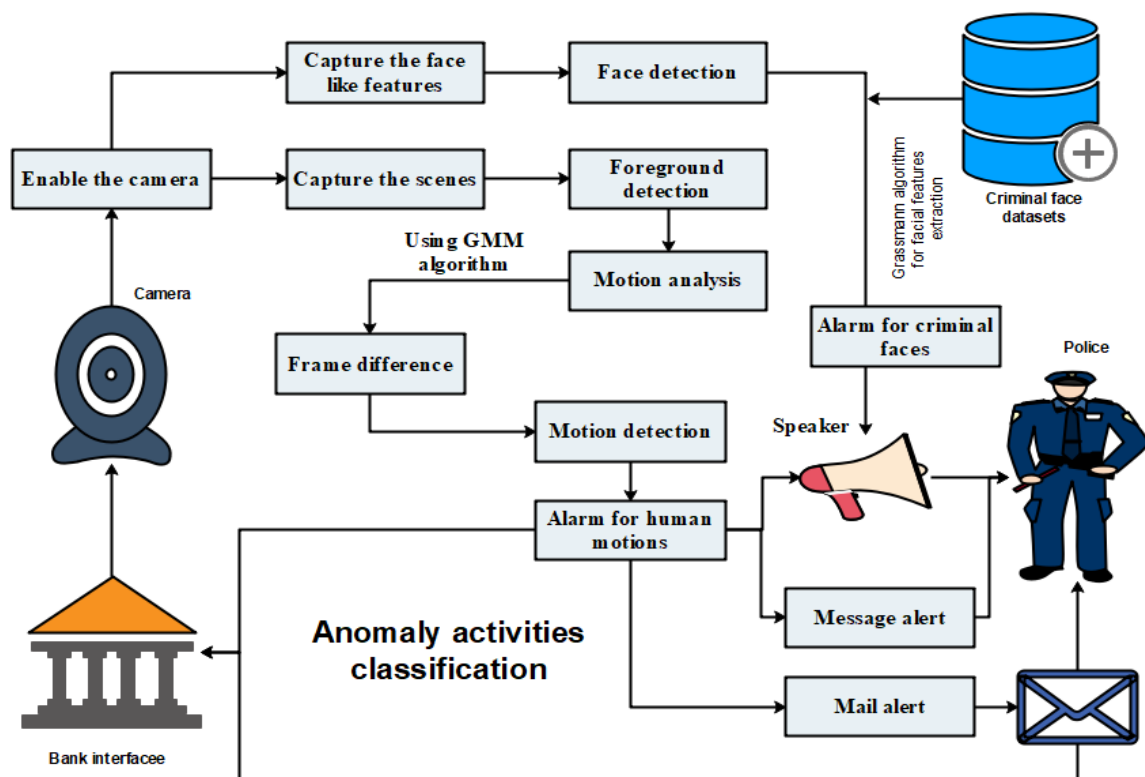 Capture the face
like features
Face detection
Enable the camera
Capture the scenes
Foreground
detection
Grassmann algorithm
for facial features
extraction
Criminal face
datasets
Using GMM
algorithm
Motion analysis
Camera
Alarm for criminal
faces
Police
Frame difference
Motion detection
Speaker
Alarm for human
motions
Anomaly activities
classification
Message alert
Mail alert
Bank interfacee